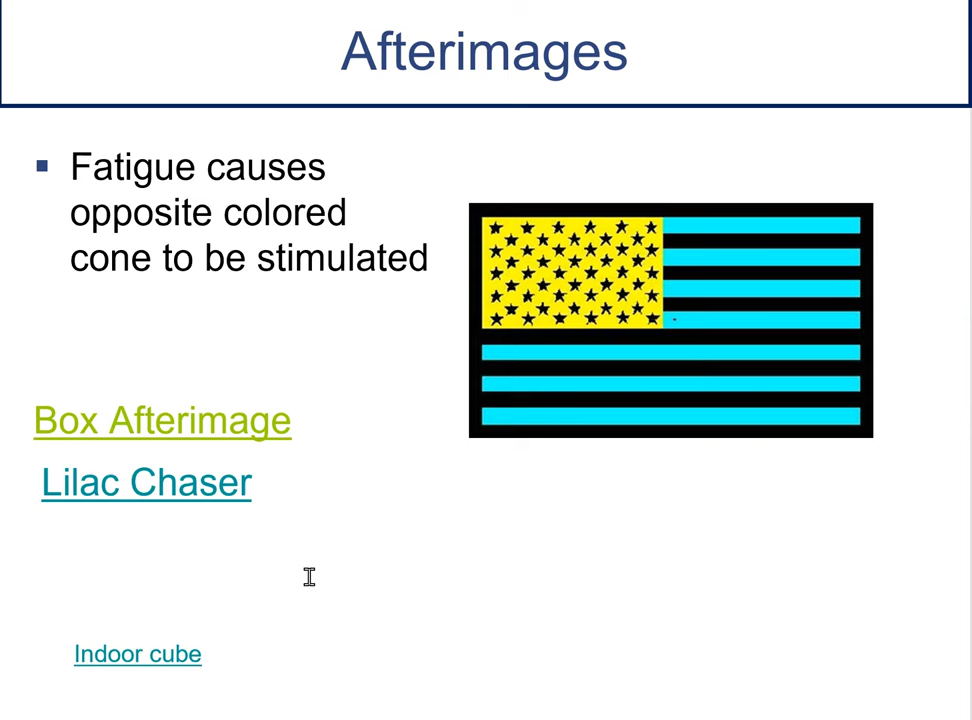 Afterimages
Fatigue causes
opposite colored
cone to be stimulated
Box Afterimage
Lilac Chaser
Indoor cube